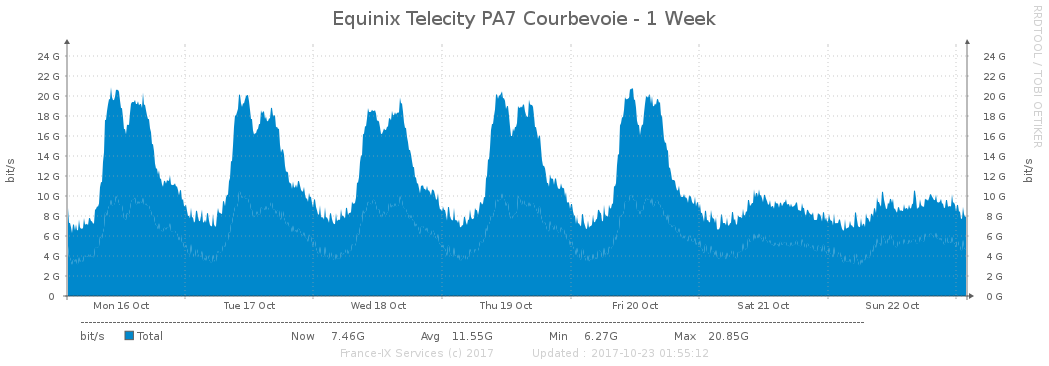 Equinix Telecity PA7 Courbevoie - 1 Week
RRDTOOL / TOBI OETIKER
bit/s
24 G 24 G
22 G 22 G
20 G 20 G
18 G 18 G
16 G 16 G
14 G 14 G
12 G 12 G
10 G 10 G
8 G 8 G
6 G 6 G
4 G 4 G
2 G 2 G
0 0 G
bit/s
Mon 16 Oct Tue 17 Oct Wed 18 Oct Thu 19 Oct Fri 20 Oct Sat 21 Oct Sun 22 Oct
bit/s Total Now 7.46G Avg 11.55G Min 6.27G Max 20.85G
France-IX Services (c) 2017 Updated : 2017-10-23 01:55:12